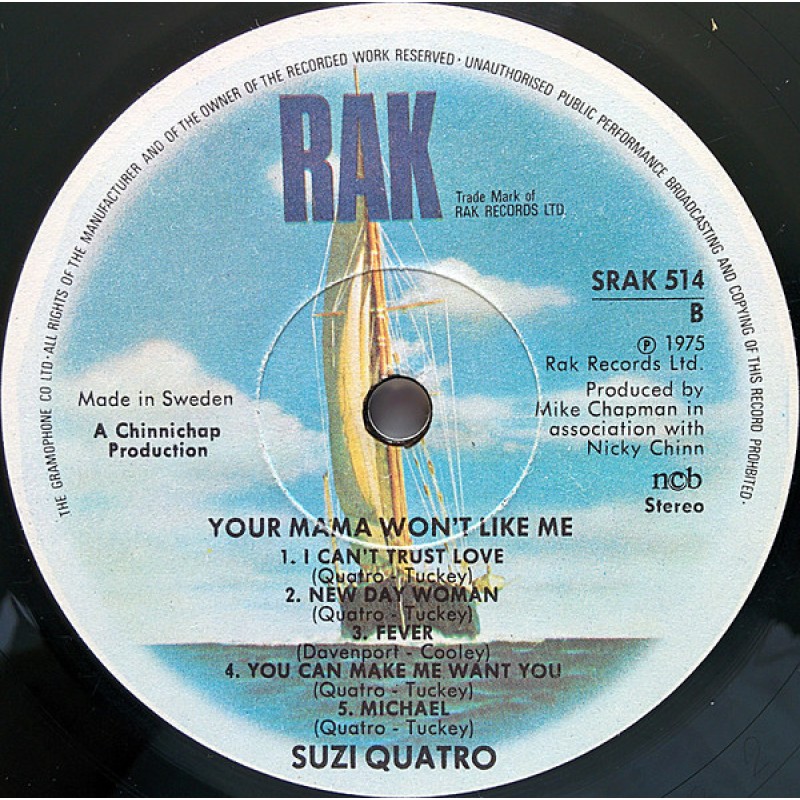 THE GRAMOPHONE CO LTD · ALL RIGHTS OF THE MANUFACTURER AND OF THE OWNER OF THE RECORDED WORK RESERVED · UNAUTHORISED PUBLIC PERFORMANCE BROADCASTING AND COPYING OF THIS RECORD PROHIBITED.
RAK
Trade Mark of
RAK RECORDS LTD.
SRAK 514
B
Ⓟ 1975
Rak Records Ltd.
Produced by
Mike Chapman in
association with
Nicky Chinn
ncb
Stereo
Made in Sweden
A Chinnichap
Production
YOUR MAMA WON'T LIKE ME
1. I CAN'T TRUST LOVE
(Quatro - Tuckey)
2. NEW DAY WOMAN
(Quatro - Tuckey)
3. FEVER
(Davenport - Cooley)
4. YOU CAN MAKE ME WANT YOU
(Quatro - Tuckey)
5. MICHAEL
(Quatro - Tuckey)
SUZI QUATRO